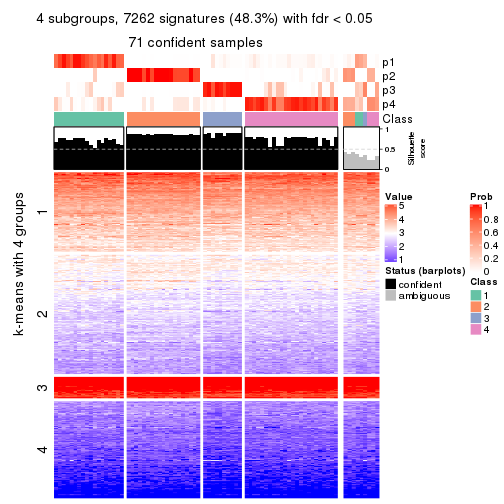 4 subgroups, 7262 signatures (48.3%) with fdr < 0.05
71 confident samples
p1
p2
p3
p4
Class
1
0.5
0
Silhouette
score
k-means with 4 groups
1
2
3
4
Value
5
4
3
2
1
Status (barplots)
confident
ambiguous
Prob
1
0.8
0.6
0.4
0.2
0
Class
1
2
3
4